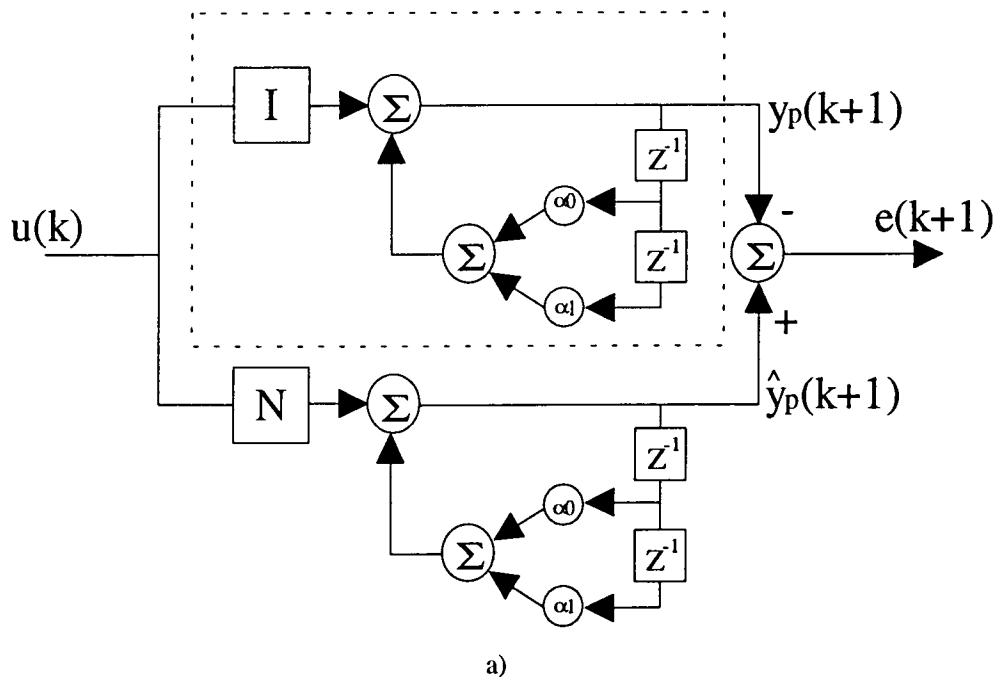 I
Σ
yp(k+1)
Z⁻¹
α0
-
u(k)
Σ
Z⁻¹
Σ
e(k+1)
α1
+
N
Σ
ŷp(k+1)
Z⁻¹
α0
Σ
Z⁻¹
α1
a)